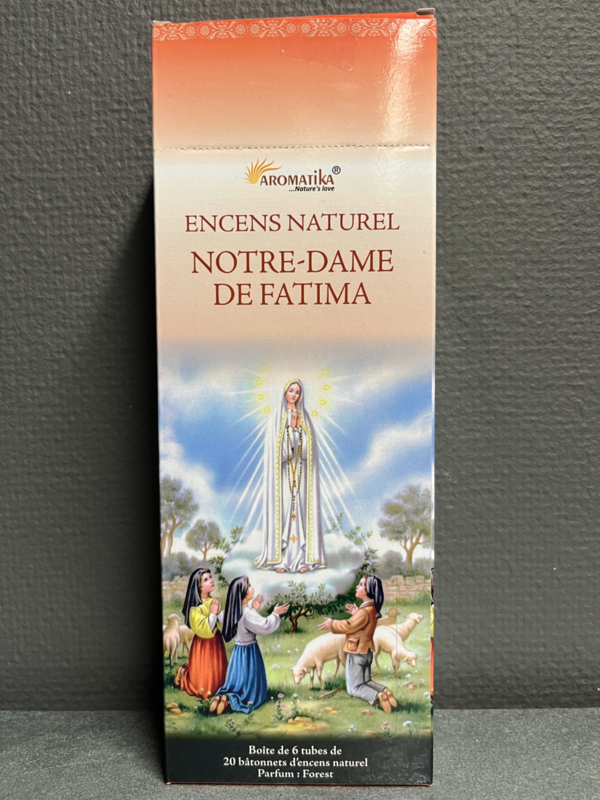 AROMATIKA®
...Nature's love
ENCENS NATUREL
NOTRE-DAME
DE FATIMA
Boîte de 6 tubes de
20 bâtonnets d'encens naturel
Parfum : Forest